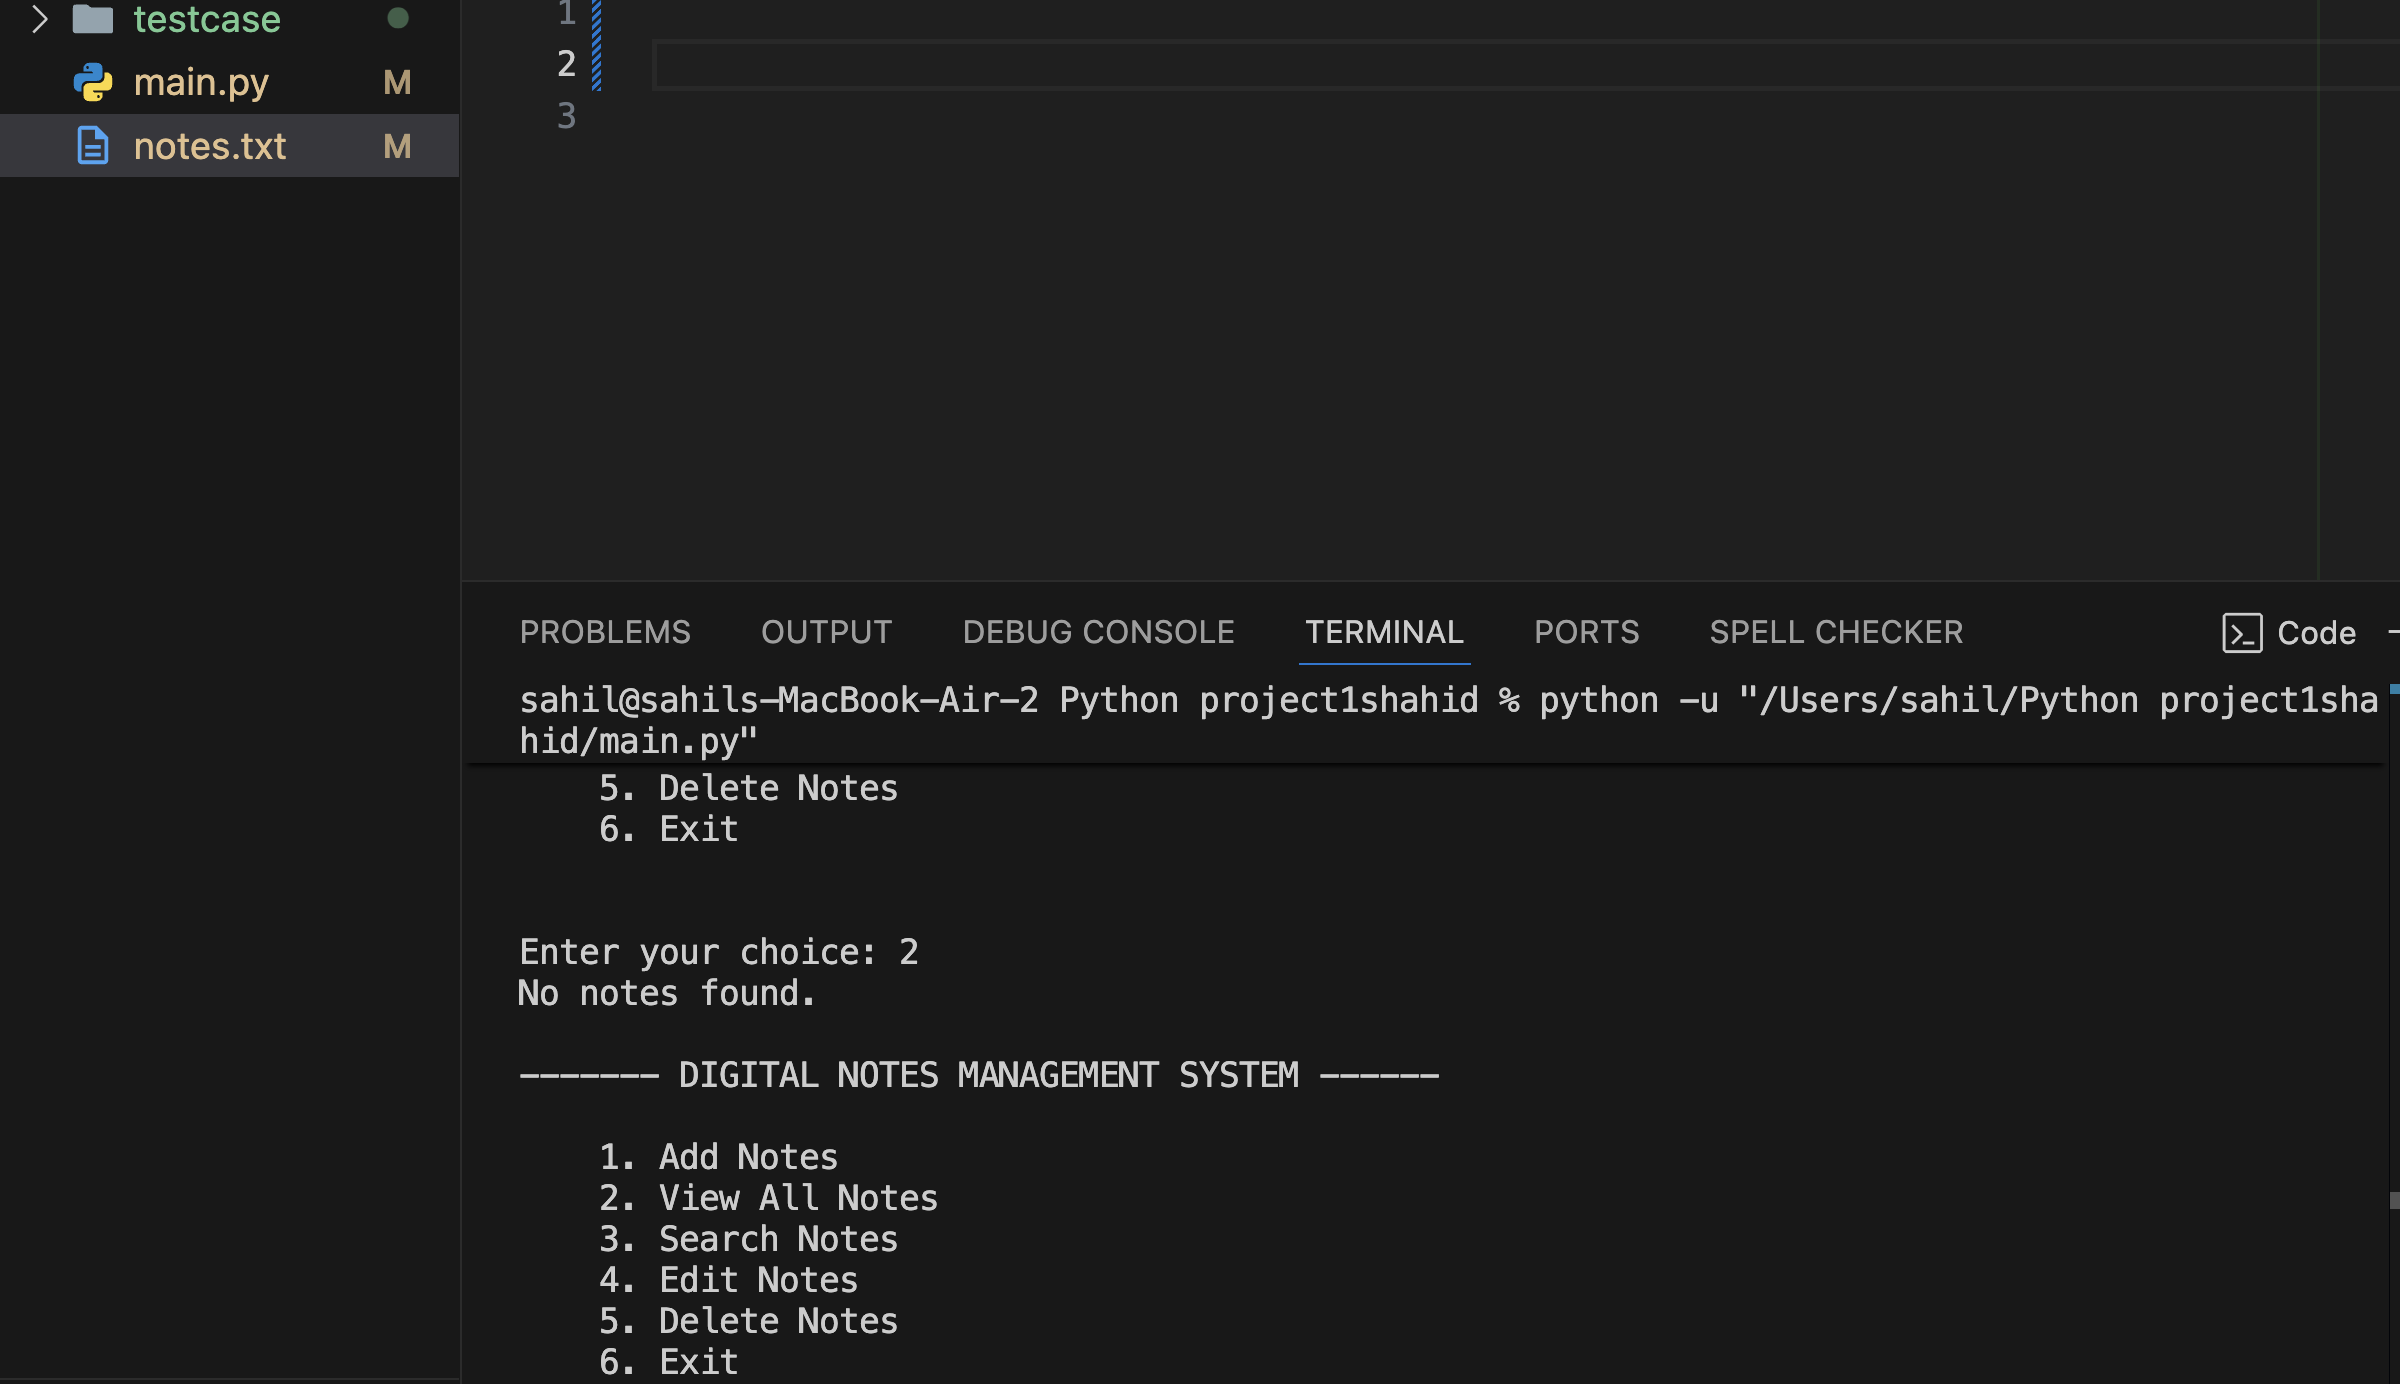 testcase
main.py M
notes.txt M
1
2
3
PROBLEMS OUTPUT DEBUG CONSOLE TERMINAL PORTS SPELL CHECKER Code
sahil@sahils-MacBook-Air-2 Python project1shahid % python -u "/Users/sahil/Python project1sha
hid/main.py"
5. Delete Notes
6. Exit
Enter your choice: 2
No notes found.
------- DIGITAL NOTES MANAGEMENT SYSTEM ------
1. Add Notes
2. View All Notes
3. Search Notes
4. Edit Notes
5. Delete Notes
6. Exit